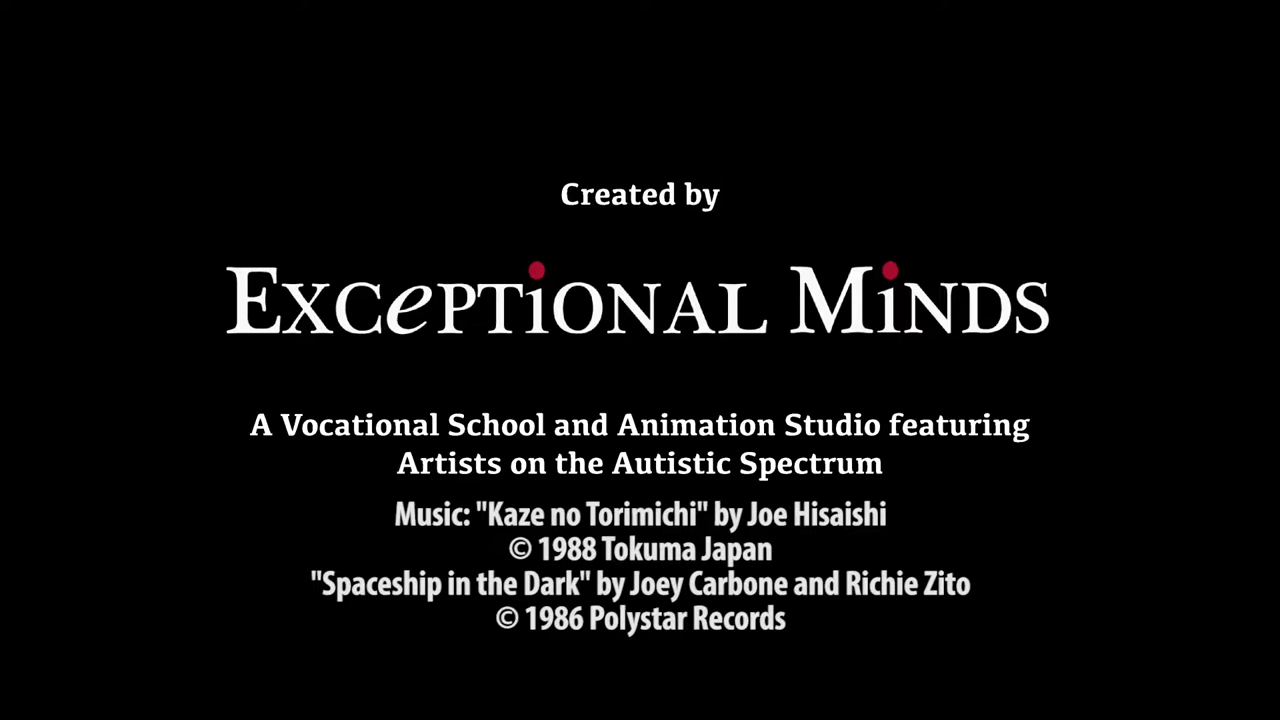 Created by
EXCePTiONAL MiNDS
A Vocational School and Animation Studio featuring
Artists on the Autistic Spectrum
Music: "Kaze no Torimichi" by Joe Hisaishi
© 1988 Tokuma Japan
"Spaceship in the Dark" by Joey Carbone and Richie Zito
© 1986 Polystar Records